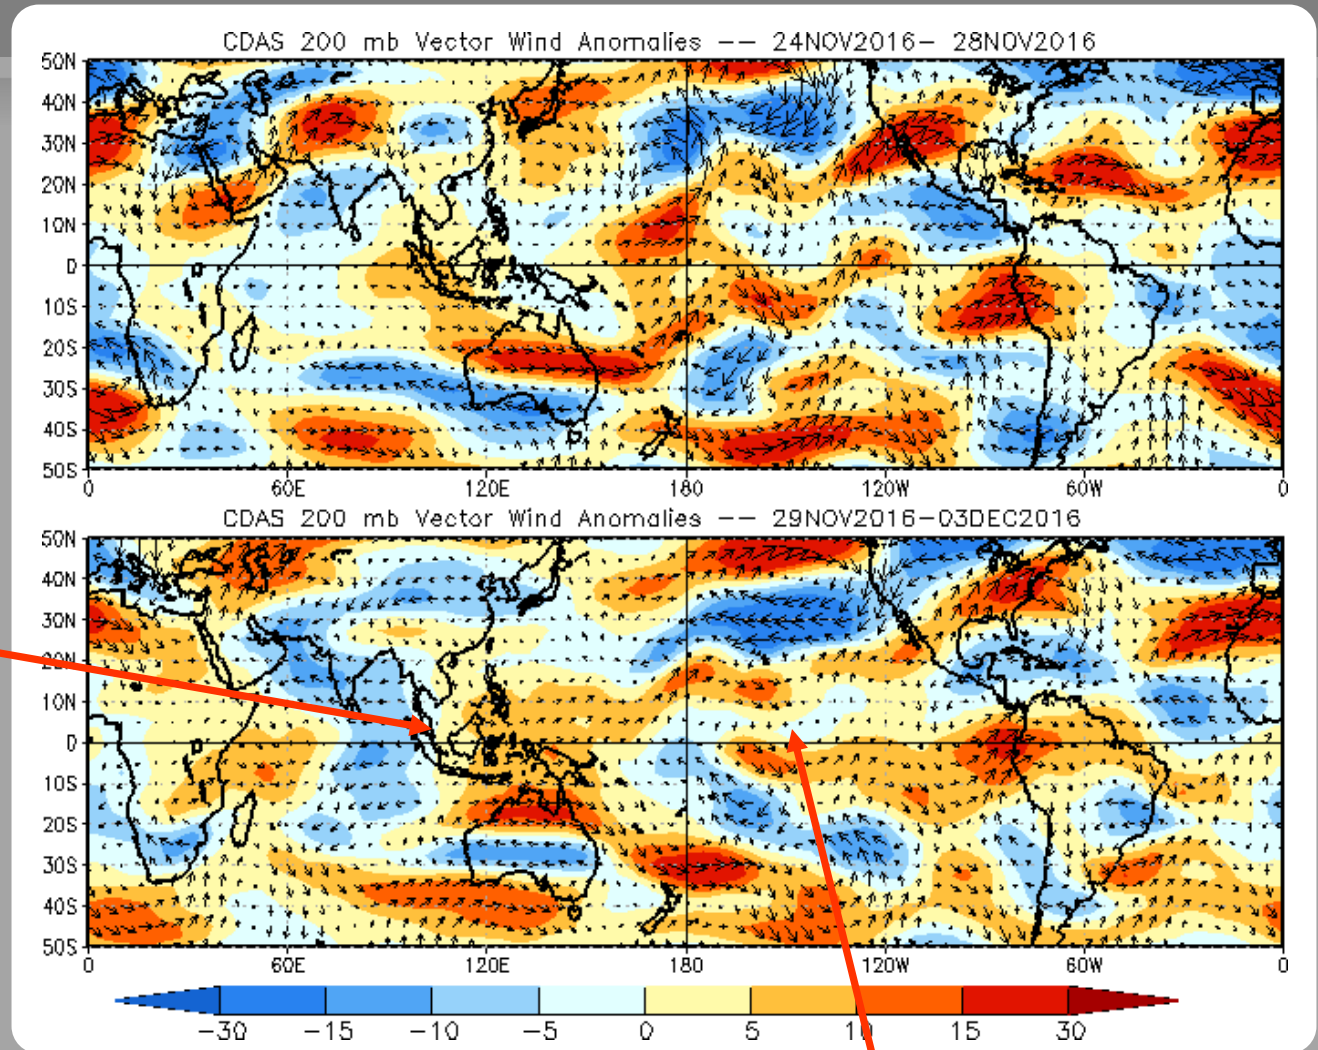 CDAS 200 mb Vector Wind Anomalies -- 24NOV2016- 28NOV2016
50N
40N
30N
20N
10N
0
10S
20S
30S
40S
50S
0 60E 120E 180 120W 60W 0
CDAS 200 mb Vector Wind Anomalies -- 29NOV2016-03DEC2016
50N
40N
30N
20N
10N
0
10S
20S
30S
40S
50S
0 60E 120E 180 120W 60W 0
-30 -15 -10 -5 0 5 10 15 30